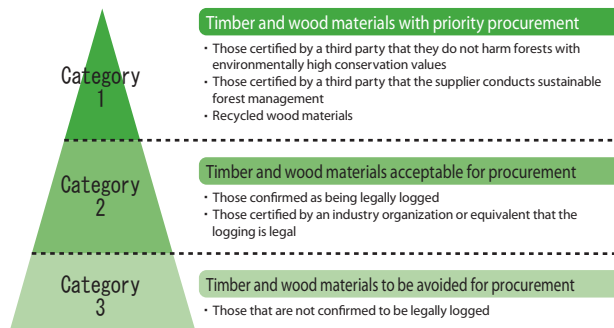 Category
1
Timber and wood materials with priority procurement
・Those certified by a third party that they do not harm forests with
environmentally high conservation values
・Those certified by a third party that the supplier conducts sustainable
forest management
・Recycled wood materials
Category
2
Timber and wood materials acceptable for procurement
・Those confirmed as being legally logged
・Those certified by an industry organization or equivalent that the
logging is legal
Category
3
Timber and wood materials to be avoided for procurement
・Those that are not confirmed to be legally logged